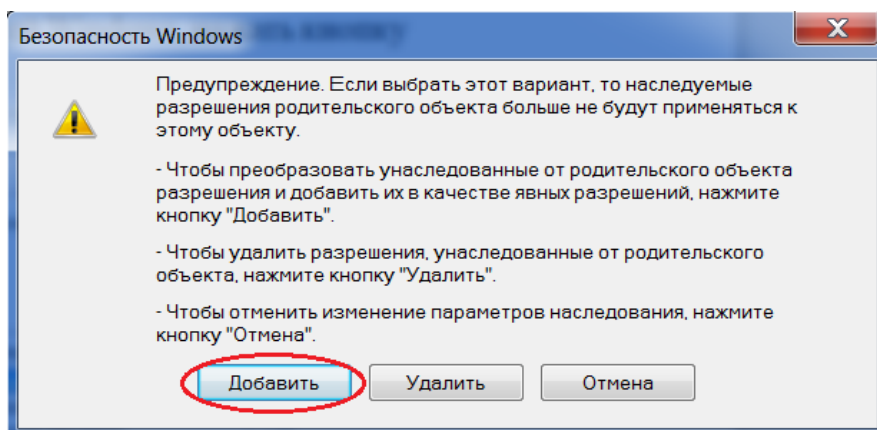 Безопасность Windows
Предупреждение. Если выбрать этот вариант, то наследуемые
разрешения родительского объекта больше не будут применяться к
этому объекту.
- Чтобы преобразовать унаследованные от родительского объекта
разрешения и добавить их в качестве явных разрешений, нажмите
кнопку "Добавить".
- Чтобы удалить разрешения, унаследованные от родительского
объекта, нажмите кнопку "Удалить".
- Чтобы отменить изменение параметров наследования, нажмите
кнопку "Отмена".
Добавить Удалить Отмена